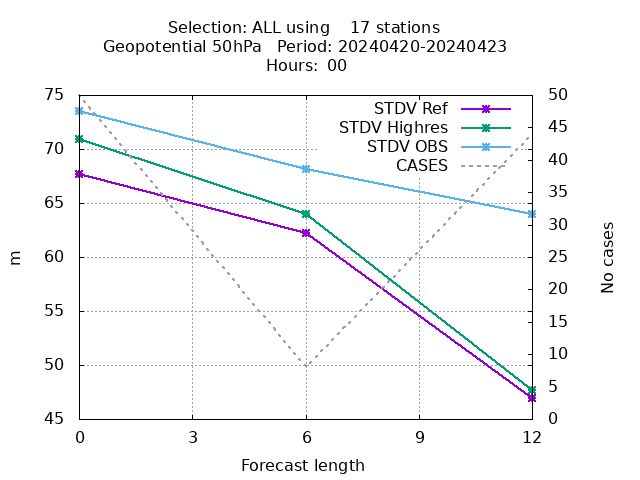 Selection: ALL using    17 stations
Geopotential 50hPa   Period: 20240420-20240423
Hours: 00
75
70
65
60
55
50
45
m
50
45
40
35
30
25
20
15
10
5
0
No cases
STDV Ref
STDV Highres
STDV OBS
CASES
0 3 6 9 12
Forecast length